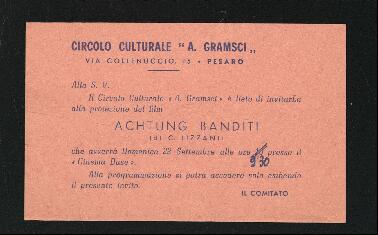 CIRCOLO CULTURALE "A. GRAMSCI„
VIA COLLENUCCIO, 15 • PESARO
Alla S. V.
Il Circolo Culturale «A. Gramsci» è lieto di invitarLa
alla proiezione del film
ACHTUNG BANDITI
(di C. LIZZANI)
che avverrà Domenica 22 Settembre alle ore presso il
9,30
«Cinema Duse».
Alla programmazione si potrà accedere solo esibendo
il presente invito.
IL COMITATO